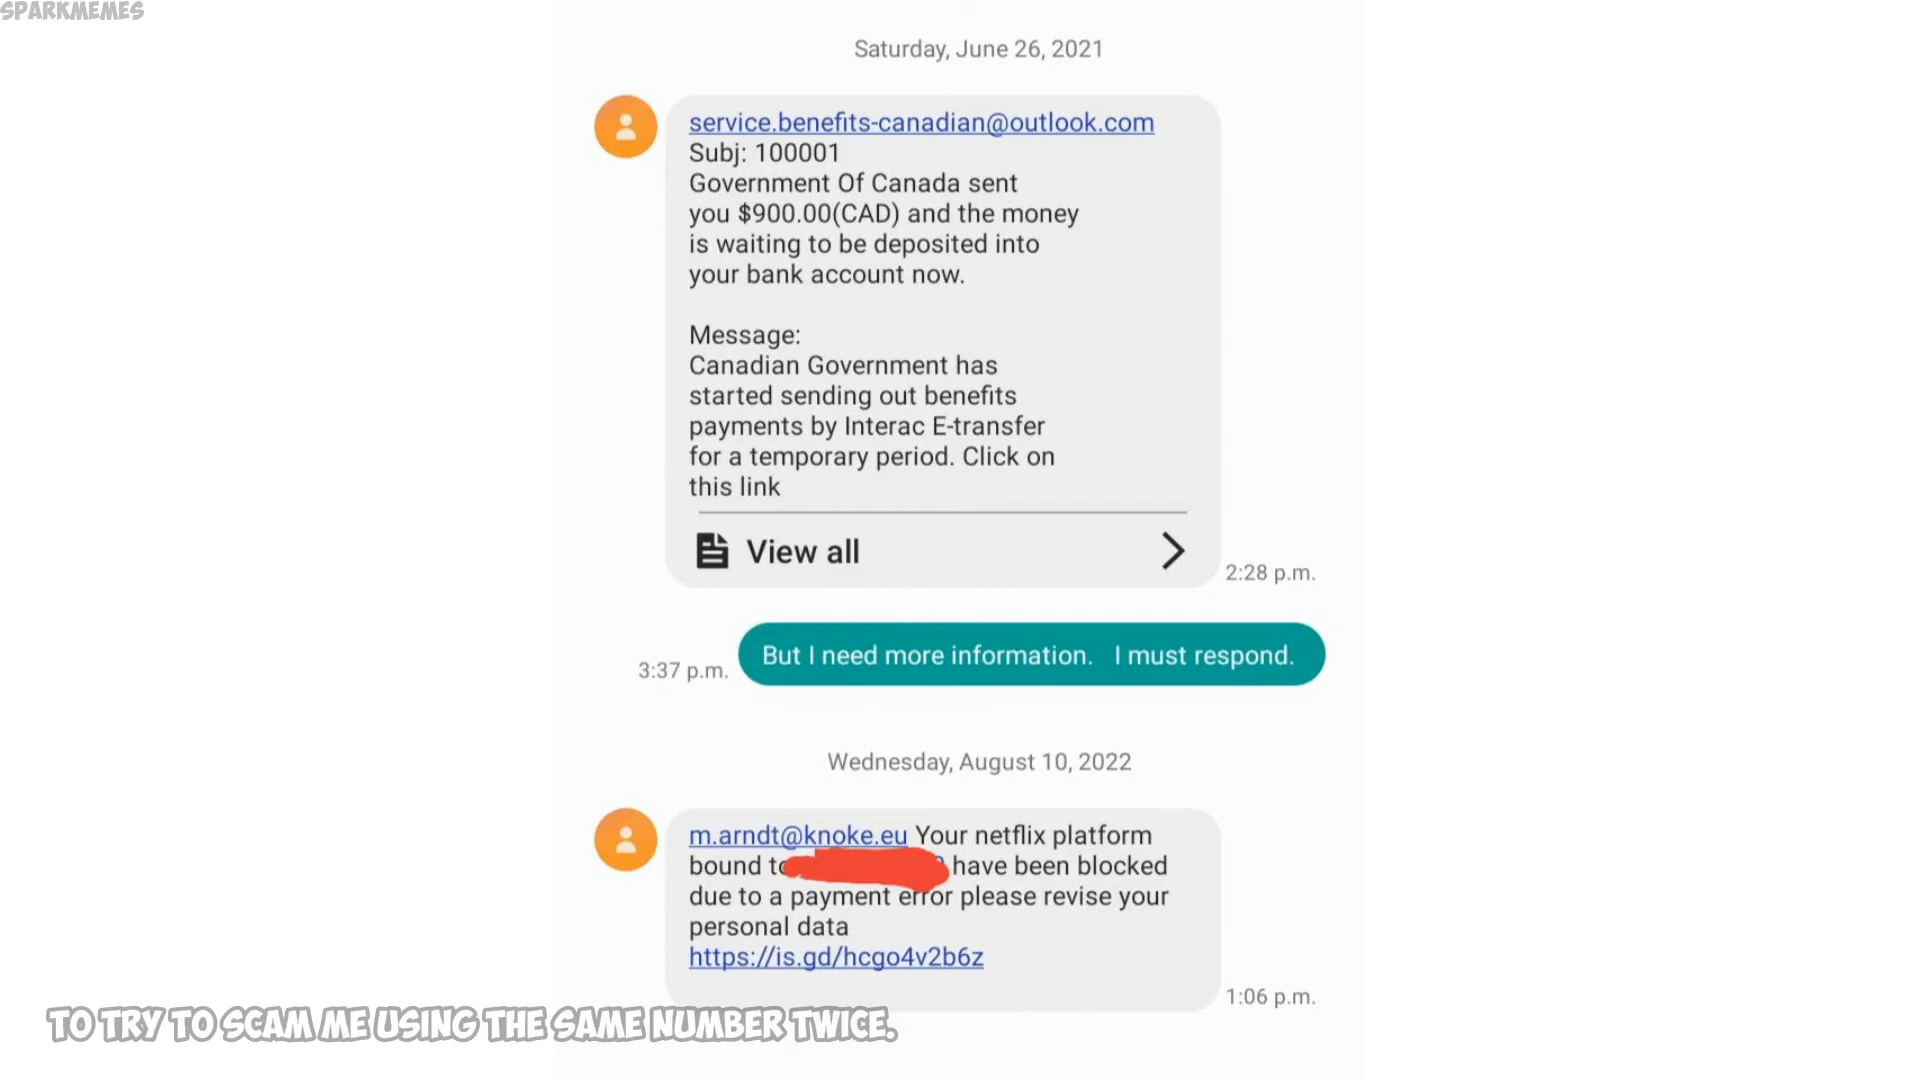 SPARKMEMES
Saturday, June 26, 2021
service.benefits-canadian@outlook.com
Subj: 100001
Government Of Canada sent
you $900.00(CAD) and the money
is waiting to be deposited into
your bank account now.
Message:
Canadian Government has
started sending out benefits
payments by Interac E-transfer
for a temporary period. Click on
this link
View all
2:28 p.m.
But I need more information. I must respond.
3:37 p.m.
Wednesday, August 10, 2022
m.arndt@knoke.eu Your netflix platform
bound to have been blocked
due to a payment error please revise your
personal data
https://is.gd/hcgo4v2b6z
1:06 p.m.
TO TRY TO SCAM ME USING THE SAME NUMBER TWICE.